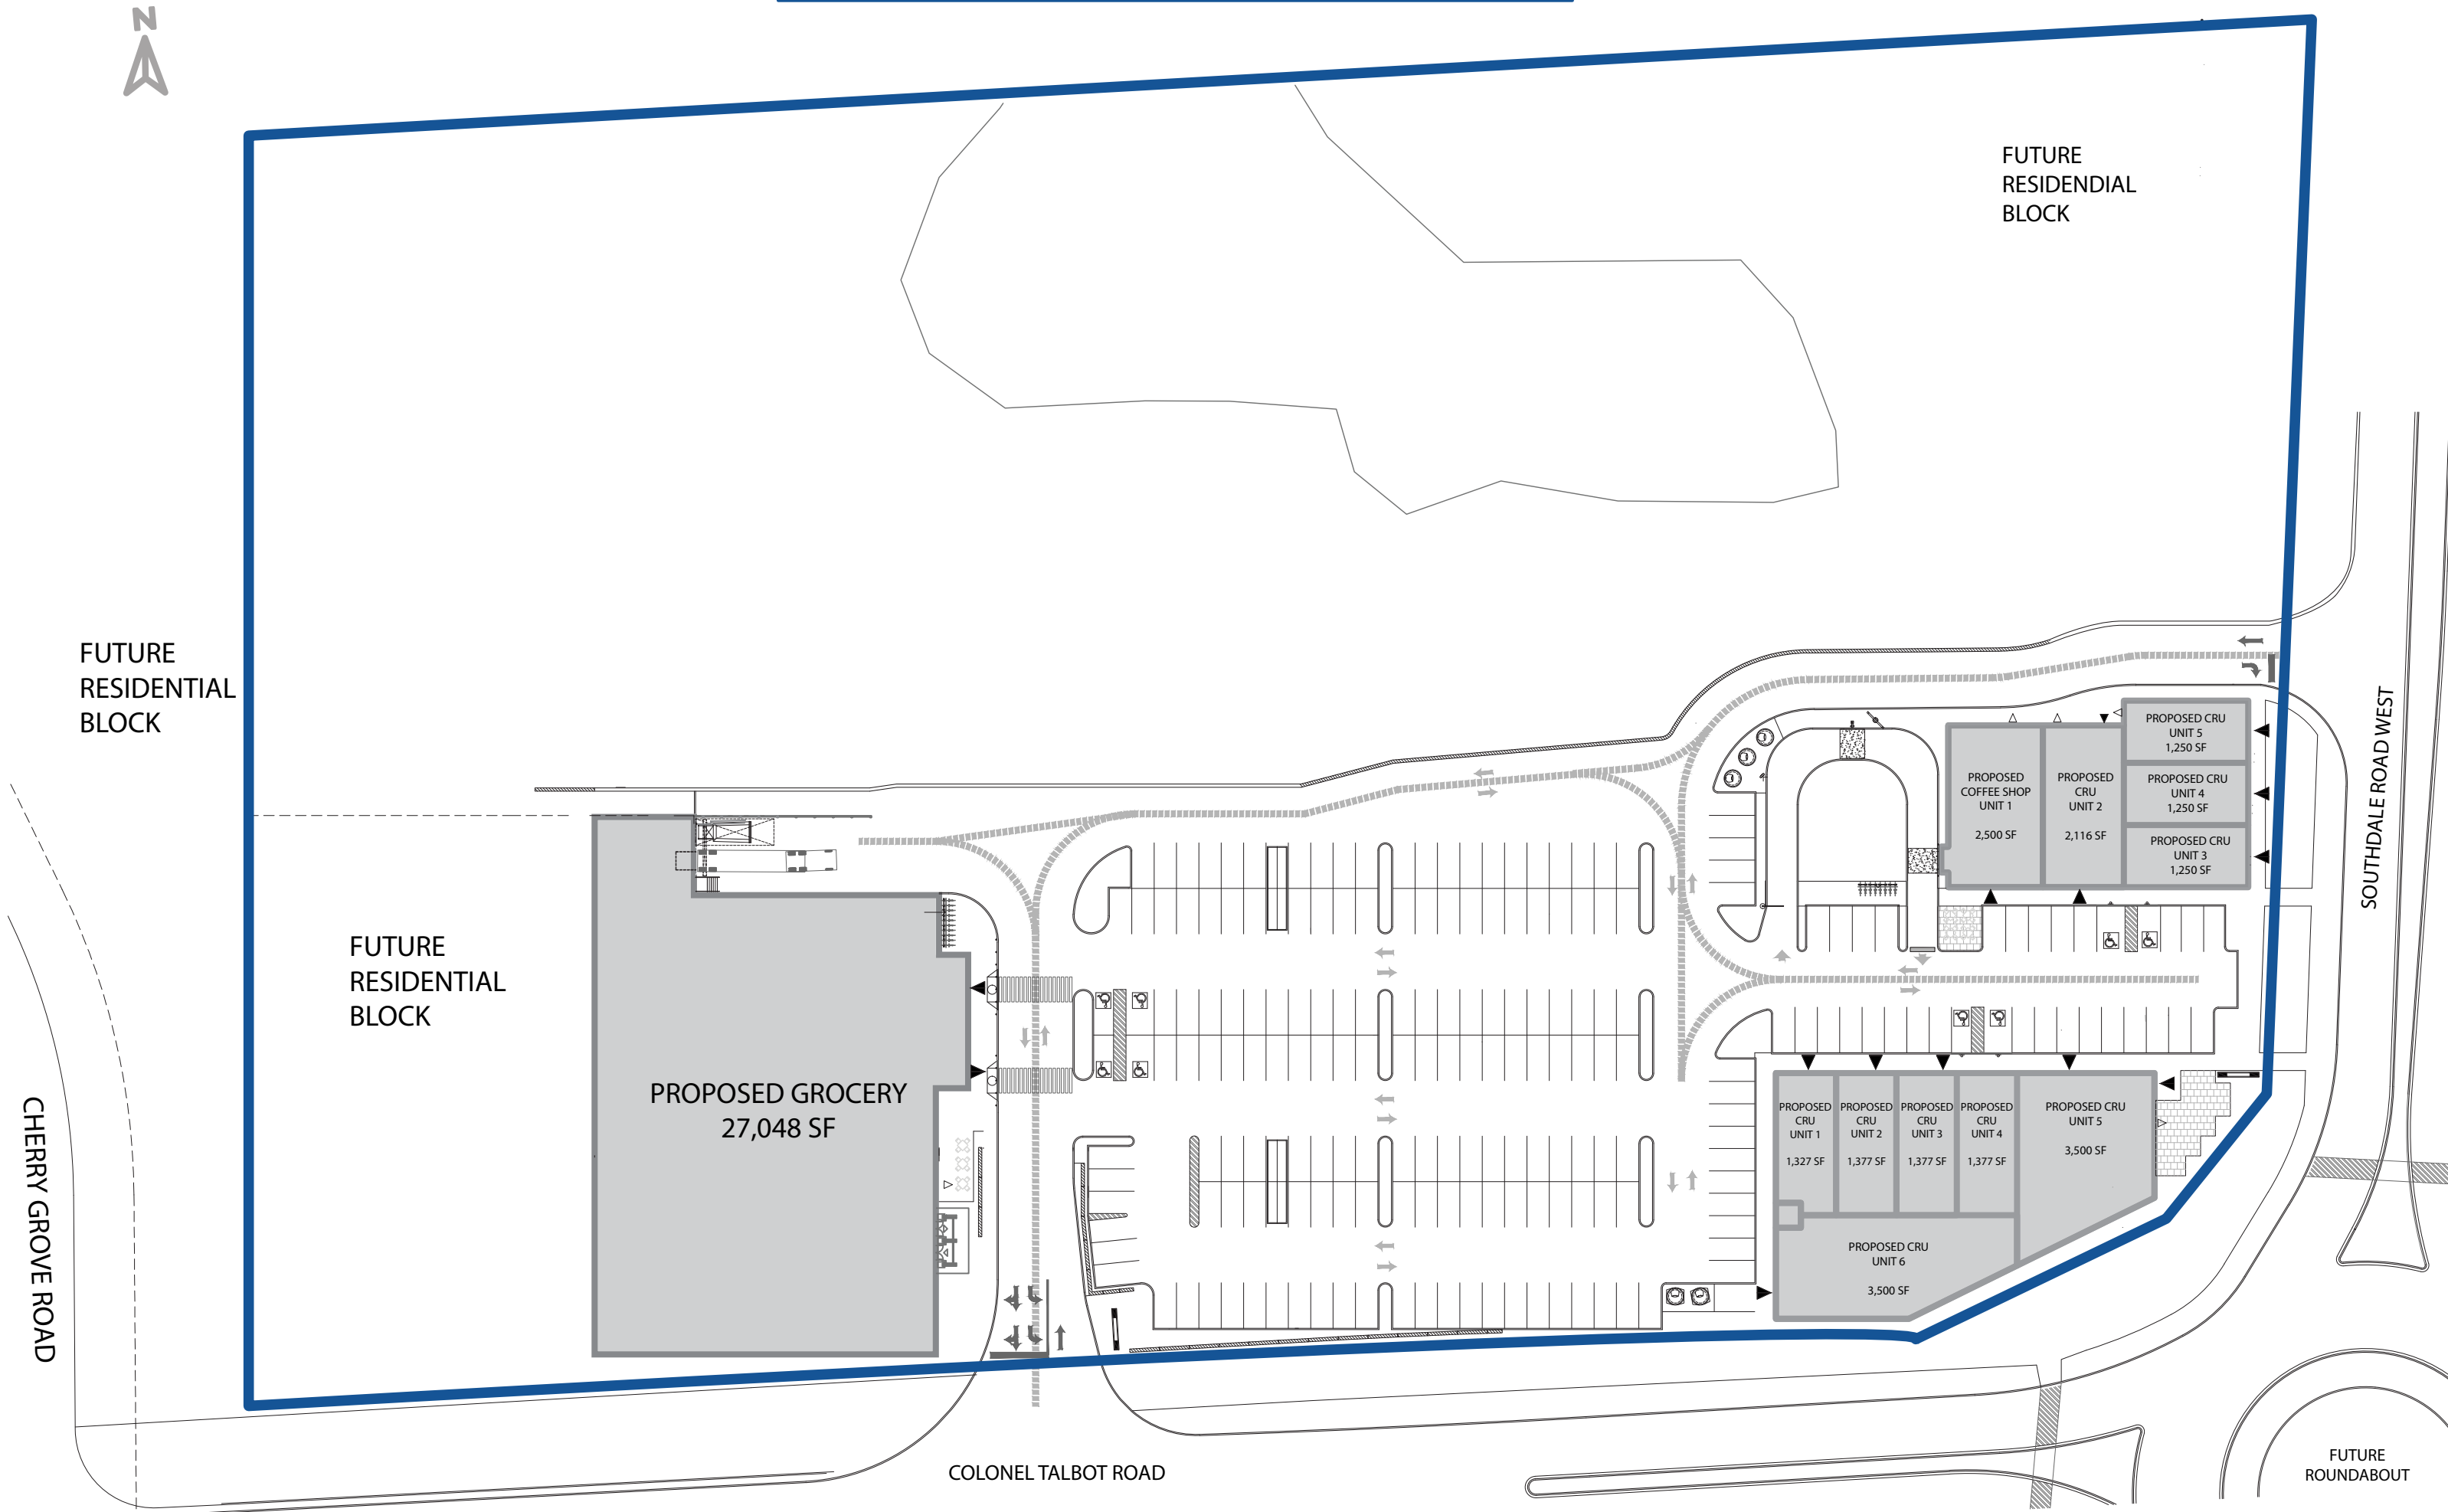 N
FUTURE
RESIDENDIAL
BLOCK
FUTURE
RESIDENTIAL
BLOCK
FUTURE
RESIDENTIAL
BLOCK
PROPOSED GROCERY
27,048 SF
CHERRY GROVE ROAD
COLONEL TALBOT ROAD
SOUTHDALE ROAD WEST
PROPOSED
COFFEE SHOP
UNIT 1
2,500 SF
PROPOSED
CRU
UNIT 2
2,116 SF
PROPOSED CRU
UNIT 5
1,250 SF
PROPOSED CRU
UNIT 4
1,250 SF
PROPOSED CRU
UNIT 3
1,250 SF
PROPOSED
CRU
UNIT 1
1,327 SF
PROPOSED
CRU
UNIT 2
1,377 SF
PROPOSED
CRU
UNIT 3
1,377 SF
PROPOSED
CRU
UNIT 4
1,377 SF
PROPOSED CRU
UNIT 5
3,500 SF
PROPOSED CRU
UNIT 6
3,500 SF
FUTURE
ROUNDABOUT